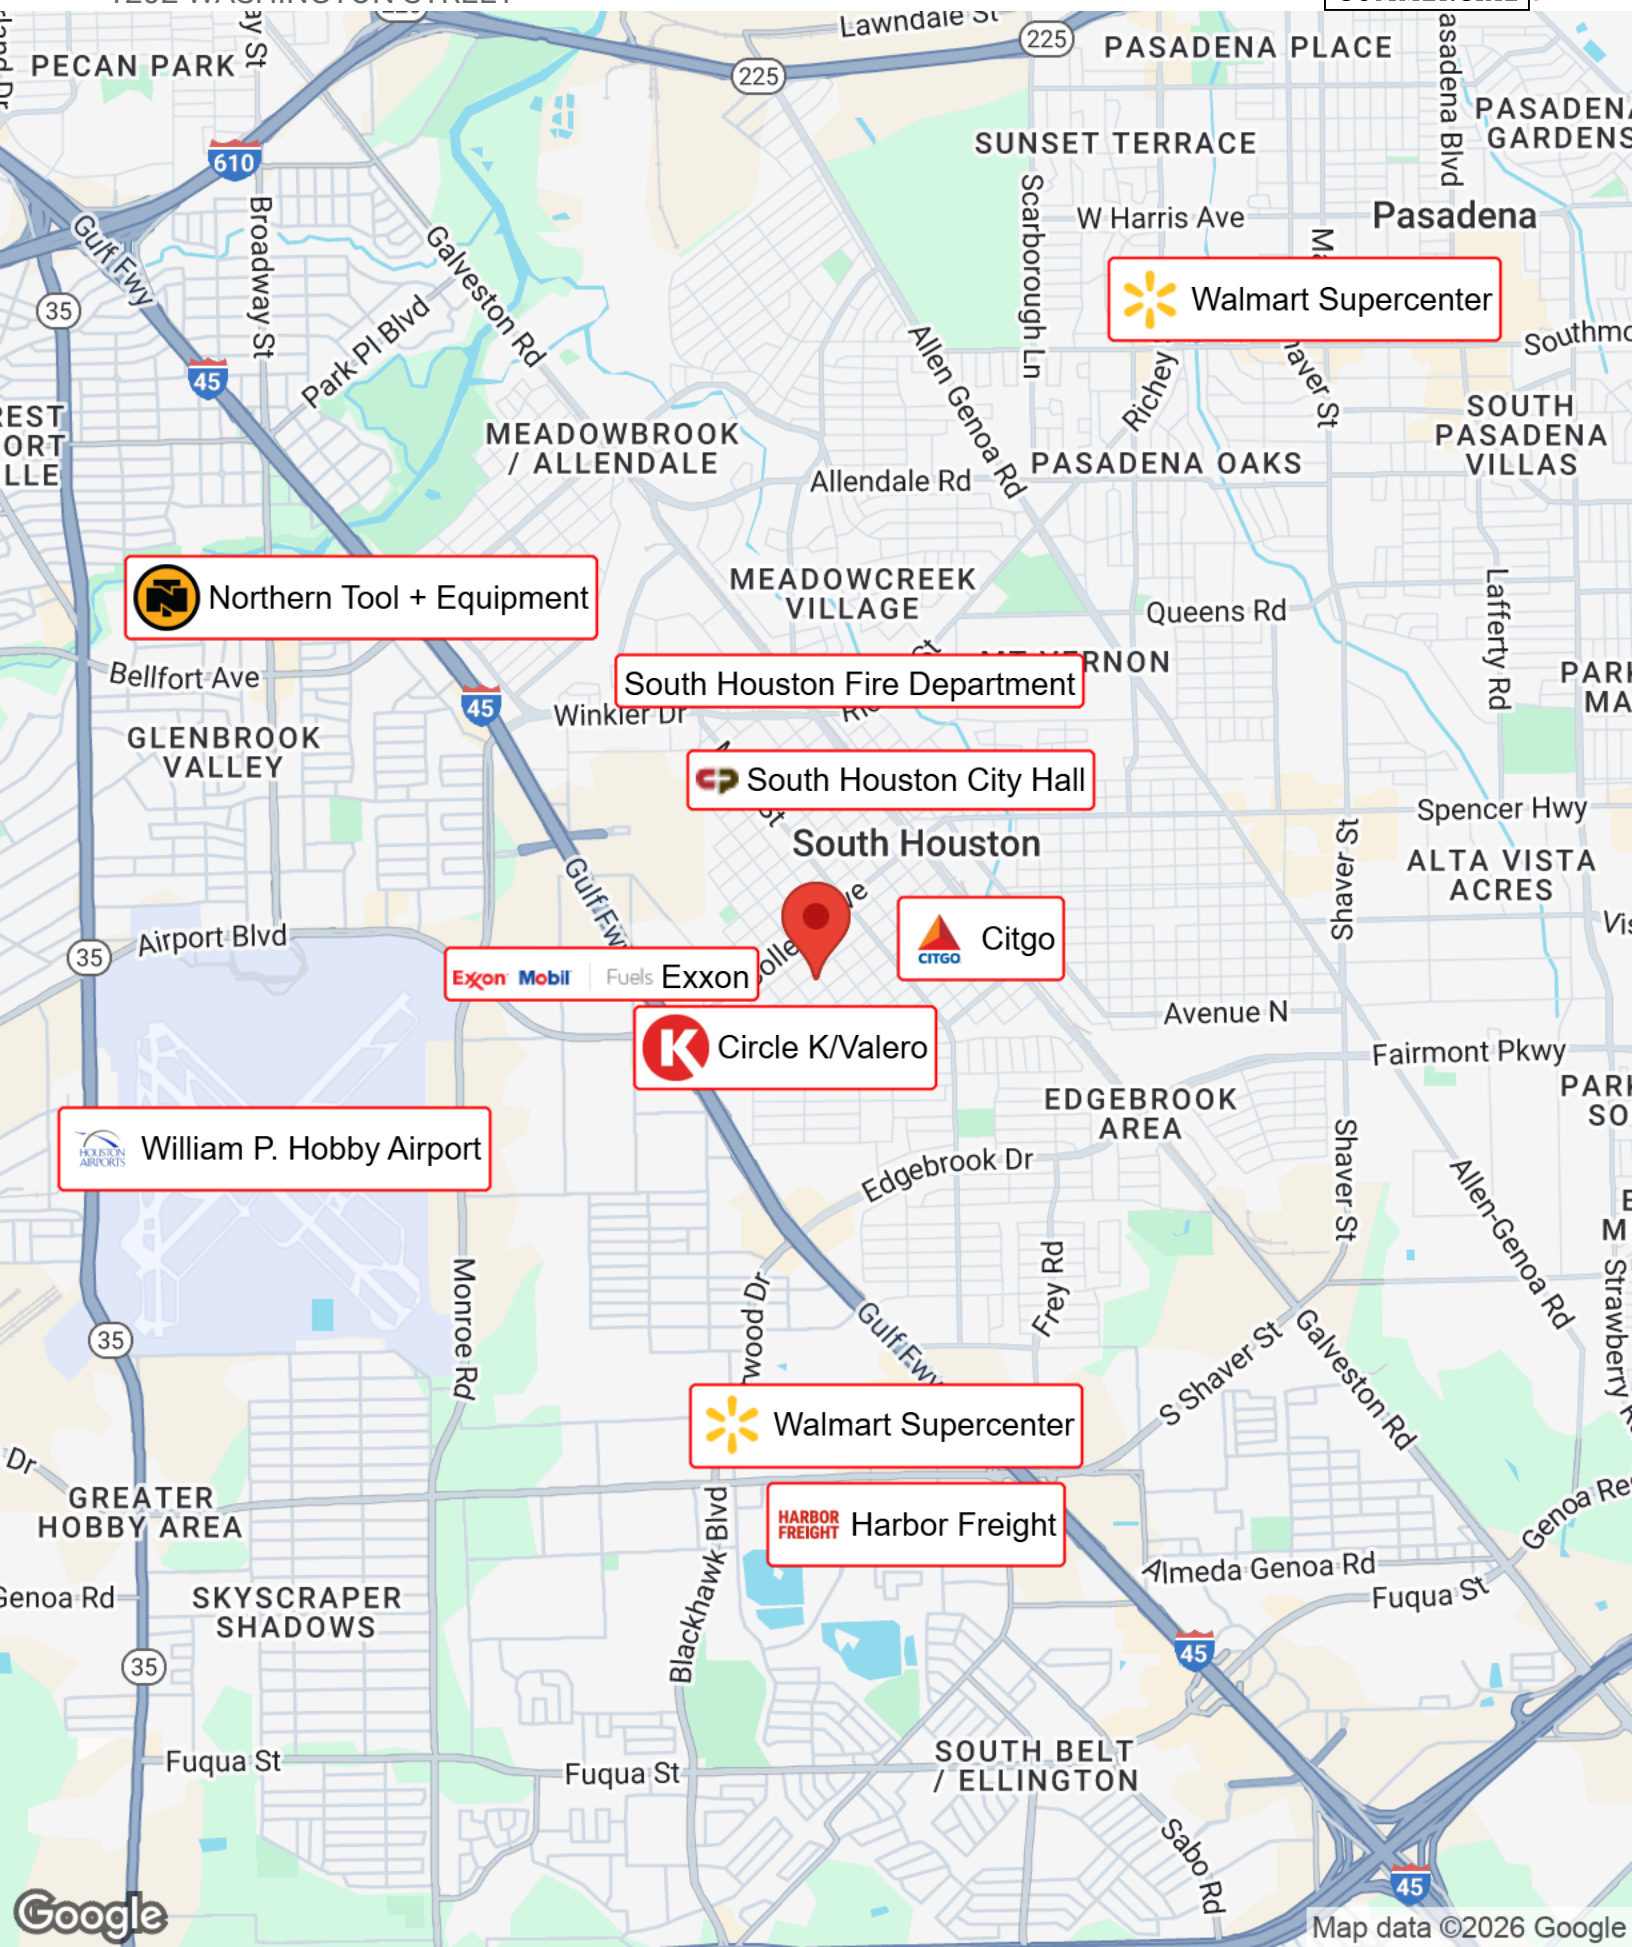 1202 WASHINGTON STREET
Lawndale St
225
225
PASADENA PLACE
PECAN PARK
PASADENA
GARDENS
SUNSET TERRACE
610
Scarborough Ln
W Harris Ave
Pasadena
Broadway St
Gulf Fwy
Galveston Rd
Walmart Supercenter
35
Park Pl Blvd
Allen Genoa Rd
Richey
45
SOUTH
PASADENA
VILLAS
MEADOWBROOK
/ ALLENDALE
Allendale Rd
PASADENA OAKS
MEADOWCREEK
VILLAGE
Northern Tool + Equipment
Queens Rd
Lafferty Rd
Bellfort Ave
South Houston Fire Department
45
Winkler Dr
GLENBROOK
VALLEY
South Houston City Hall
Spencer Hwy
South Houston
Shaver St
ALTA VISTA
ACRES
Gulf Fwy
Airport Blvd
35
CITGO
Citgo
Exxon Mobil Fuels Exxon
Avenue N
Circle K/Valero
Fairmont Pkwy
EDGEBROOK
AREA
HOUSTON
AIRPORTS
William P. Hobby Airport
Edgebrook Dr
Shaver St
Allen-Genoa Rd
Monroe Rd
Frey Rd
Strawberry
35
Gulf Fwy
S Shaver St
Galveston Rd
Walmart Supercenter
Dr
GREATER
HOBBY AREA
Blackhawk Blvd
HARBOR
FREIGHT
Harbor Freight
Almeda Genoa Rd
Genoa Rd
SKYSCRAPER
SHADOWS
Fuqua St
45
35
Fuqua St
Fuqua St
SOUTH BELT
/ ELLINGTON
Sabo Rd
45
Google
Map data ©2026 Google